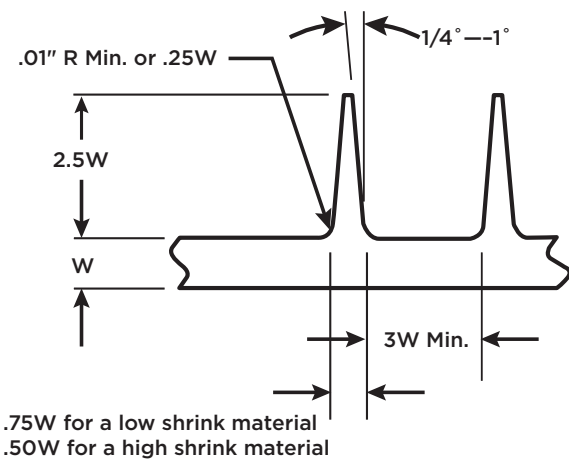 1/4°—-1°
.01" R Min. or .25W
2.5W
W
3W Min.
.75W for a low shrink material
.50W for a high shrink material